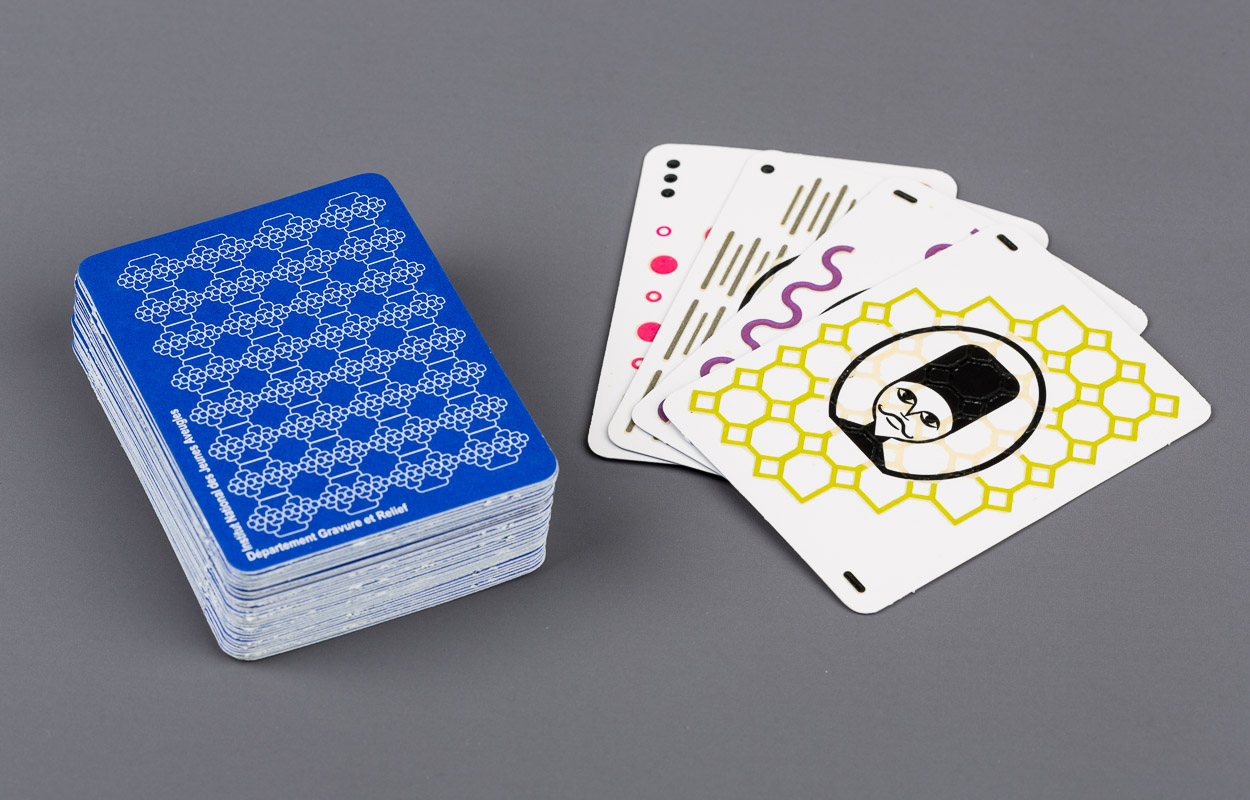 Institut National des Jeunes Aveugles
Département Gravure et Relief